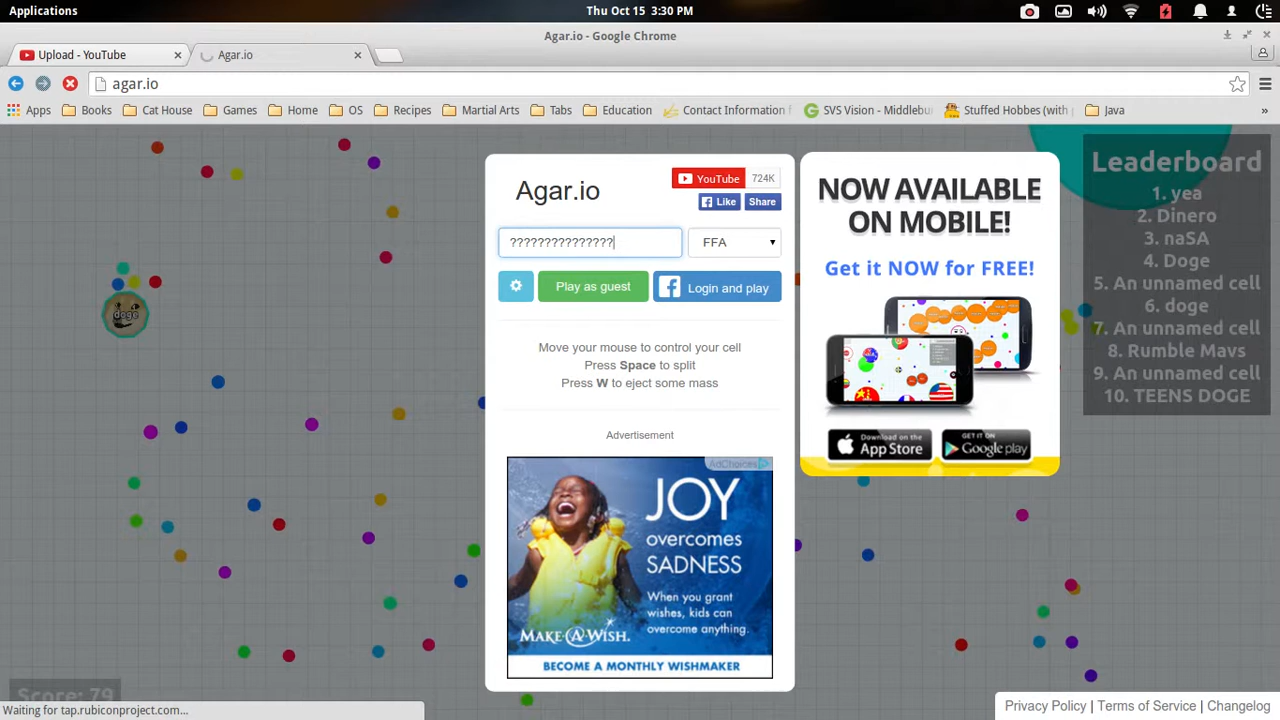 Applications
Thu Oct 15 3:30 PM
Agar.io - Google Chrome
Upload - YouTube
Agar.io
agar.io
Apps
Books
Cat House
Games
Home
OS
Recipes
Martial Arts
Tabs
Education
Contact Information f
SVS Vision - Middlebu
Stuffed Hobbes (with p
Java
»
Agar.io
YouTube 724K
Like Share
???????????????
FFA
Play as guest
Login and play
Move your mouse to control your cell
Press Space to split
Press W to eject some mass
Advertisement
AdChoices
JOY
overcomes
SADNESS
When you grant
wishes, kids can
overcome anything.
MAKE-A-WISH.
BECOME A MONTHLY WISHMAKER
NOW AVAILABLE
ON MOBILE!
Get it NOW for FREE!
Download on the
App Store
GET IT ON
Google play
Leaderboard
1. yea
2. Dinero
3. naSA
4. Doge
5. An unnamed cell
6. doge
7. An unnamed cell
8. Rumble Mavs
9. An unnamed cell
10. TEENS DOGE
doge
Score: 79
Waiting for tap.rubiconproject.com...
Privacy Policy | Terms of Service | Changelog